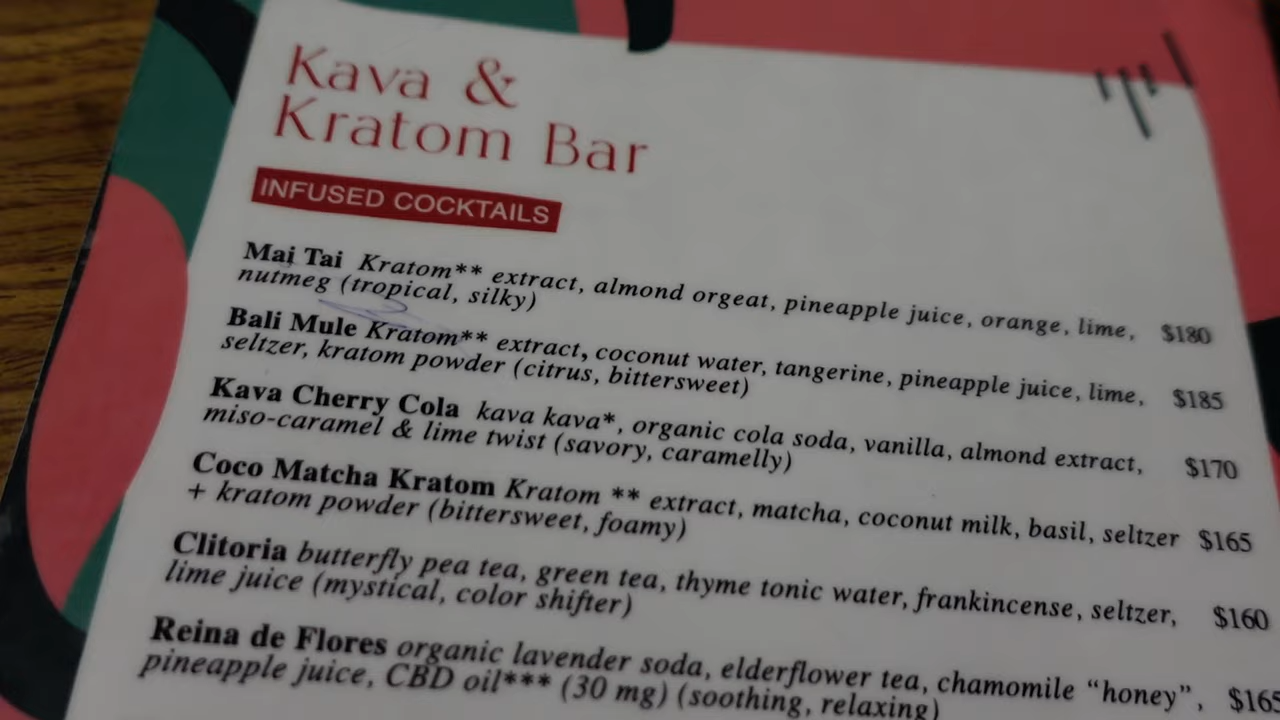 Kava &
Kratom Bar
INFUSED COCKTAILS
Mai Tai Kratom** extract, almond orgeat, pineapple juice, orange, lime, $180
nutmeg (tropical, silky)
Bali Mule Kratom** extract, coconut water, tangerine, pineapple juice, lime, $185
seltzer, kratom powder (citrus, bittersweet)
Kava Cherry Cola kava kava*, organic cola soda, vanilla, almond extract, $170
miso-caramel & lime twist (savory, caramelly)
Coco Matcha Kratom Kratom ** extract, matcha, coconut milk, basil, seltzer $165
+ kratom powder (bittersweet, foamy)
Clitoria butterfly pea tea, green tea, thyme tonic water, frankincense, seltzer, $160
lime juice (mystical, color shifter)
Reina de Flores organic lavender soda, elderflower tea, chamomile “honey”, $165
pineapple juice, CBD oil*** (30 mg) (soothing, relaxing)